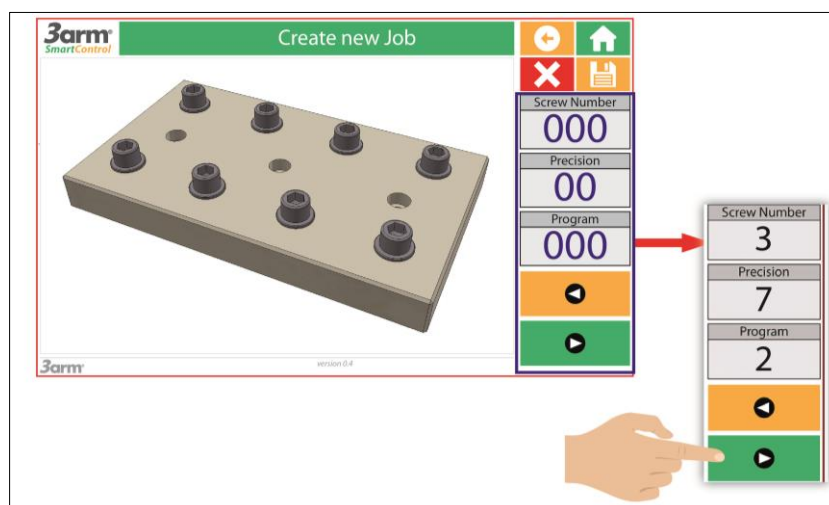 3arm
SmartControl
Create new Job
Screw Number
000
Precision
00
Program
000
3arm
version 0.4
Screw Number
3
Precision
7
Program
2